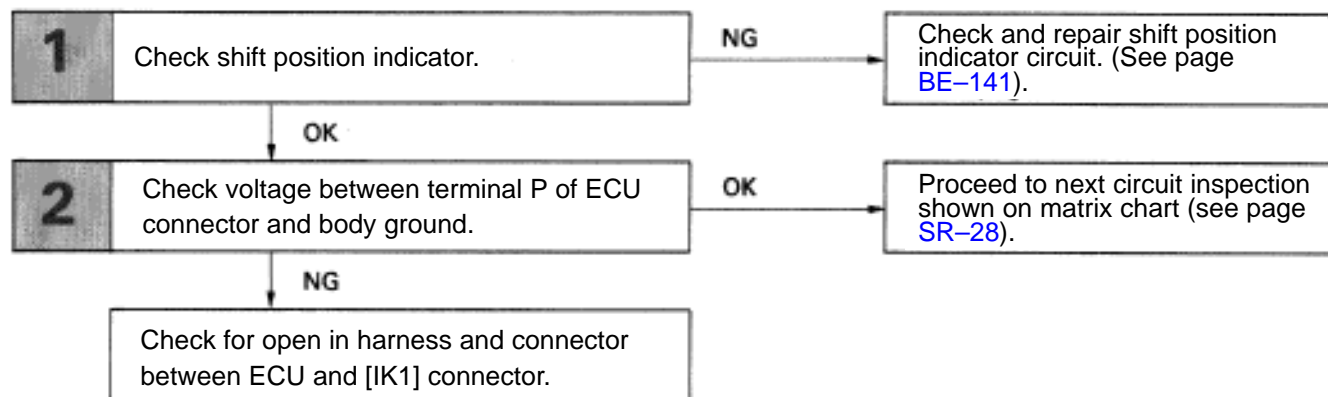 1
Check shift position indicator.
NG
Check and repair shift position
indicator circuit. (See page
BE–141).
OK
2
Check voltage between terminal P of ECU
connector and body ground.
OK
Proceed to next circuit inspection
shown on matrix chart (see page
SR–28).
NG
Check for open in harness and connector
between ECU and [IK1] connector.